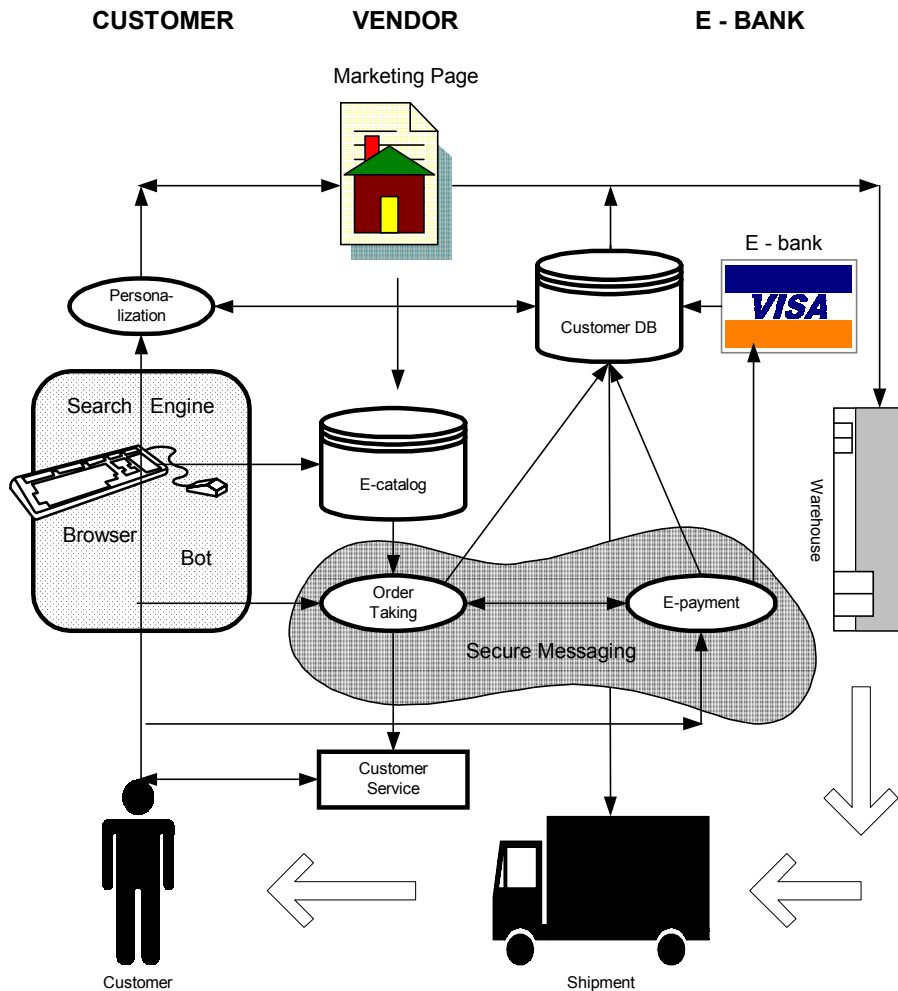 CUSTOMER VENDOR E - BANK
Marketing Page
E - bank
VISA
Persona-
lization
Customer DB
Search Engine
E-catalog
Warehouse
Browser
Bot
Order
Taking
E-payment
Secure Messaging
Customer
Service
Customer
Shipment